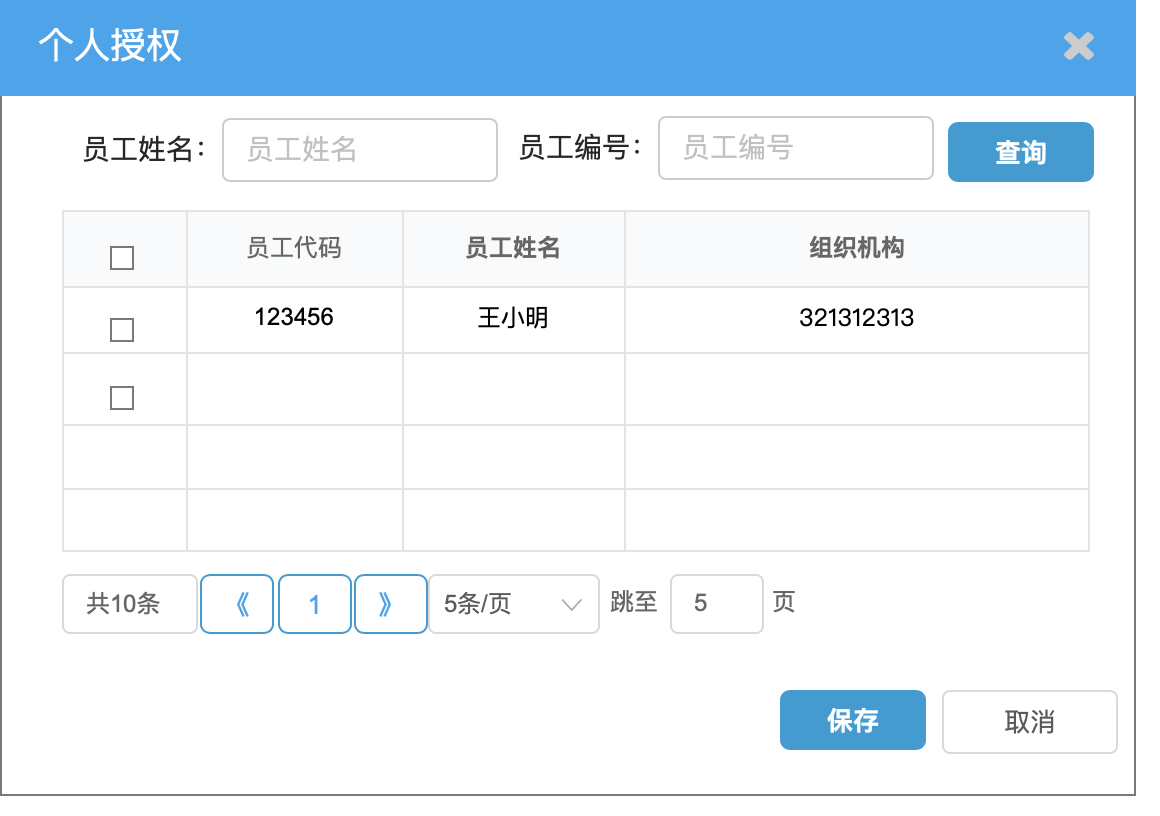 个人授权
员工姓名： 员工姓名 员工编号： 员工编号 查询
员工代码 员工姓名 组织机构
123456 王小明 321312313
共10条 《 1 》 5条/页 跳至 5 页
保存 取消